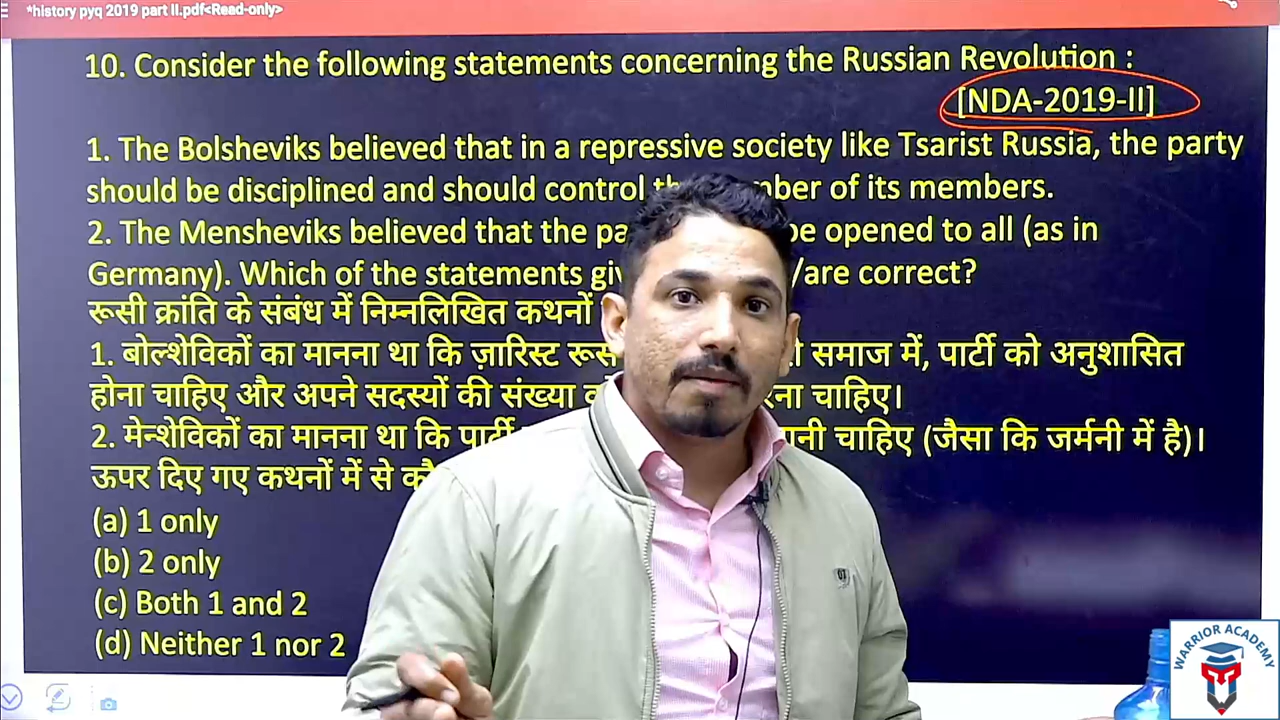 *history pyq 2019 part II.pdf<Read-only>
10. Consider the following statements concerning the Russian Revolution :
[NDA-2019-II]
1. The Bolsheviks believed that in a repressive society like Tsarist Russia, the party
should be disciplined and should control of its members.
2. The Mensheviks believed that the be opened to all (as in
Germany). Which of the statements /are correct?
रूसी क्रांति के संबंध में निम्नलिखित कथनों
1. बोल्शेविकों का मानना था कि ज़ारिस्ट रूस समाज में, पार्टी को अनुशासित
होना चाहिए और अपने सदस्यों की संख्या चाहिए।
2. मेन्शेविकों का मानना था कि चाहिए (जैसा कि जर्मनी में है)।
ऊपर दिए गए कथनों में से
(a) 1 only
(b) 2 only
(c) Both 1 and 2
(d) Neither 1 nor 2
WARRIOR ACADEMY